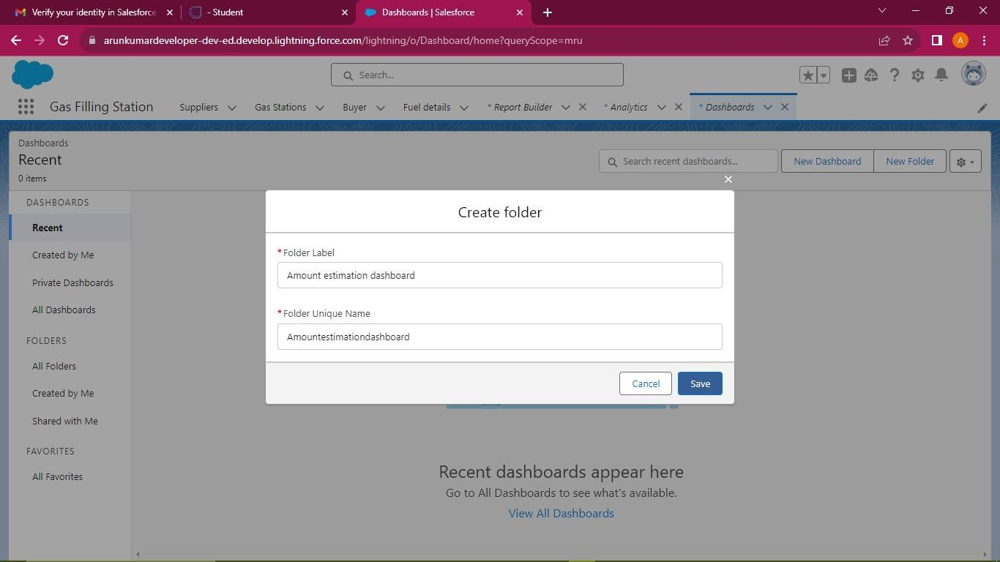 Verify your identity in Salesforce
- Student
Dashboards | Salesforce
arunkumardeveloper-dev-ed.develop.lightning.force.com/lightning/o/Dashboard/home?queryScope=mru
A
Search...
Gas Filling Station
Suppliers
Gas Stations
Buyer
Fuel details
* Report Builder
* Analytics
* Dashboards
Dashboards
Recent
0 items
Search recent dashboards...
New Dashboard
New Folder
DASHBOARDS
Recent
Created by Me
Private Dashboards
All Dashboards
FOLDERS
All Folders
Created by Me
Shared with Me
FAVORITES
All Favorites
Create folder
* Folder Label
Amount estimation dashboard
* Folder Unique Name
Amountestimationdashboard
Cancel
Save
Recent dashboards appear here
Go to All Dashboards to see what's available.
View All Dashboards